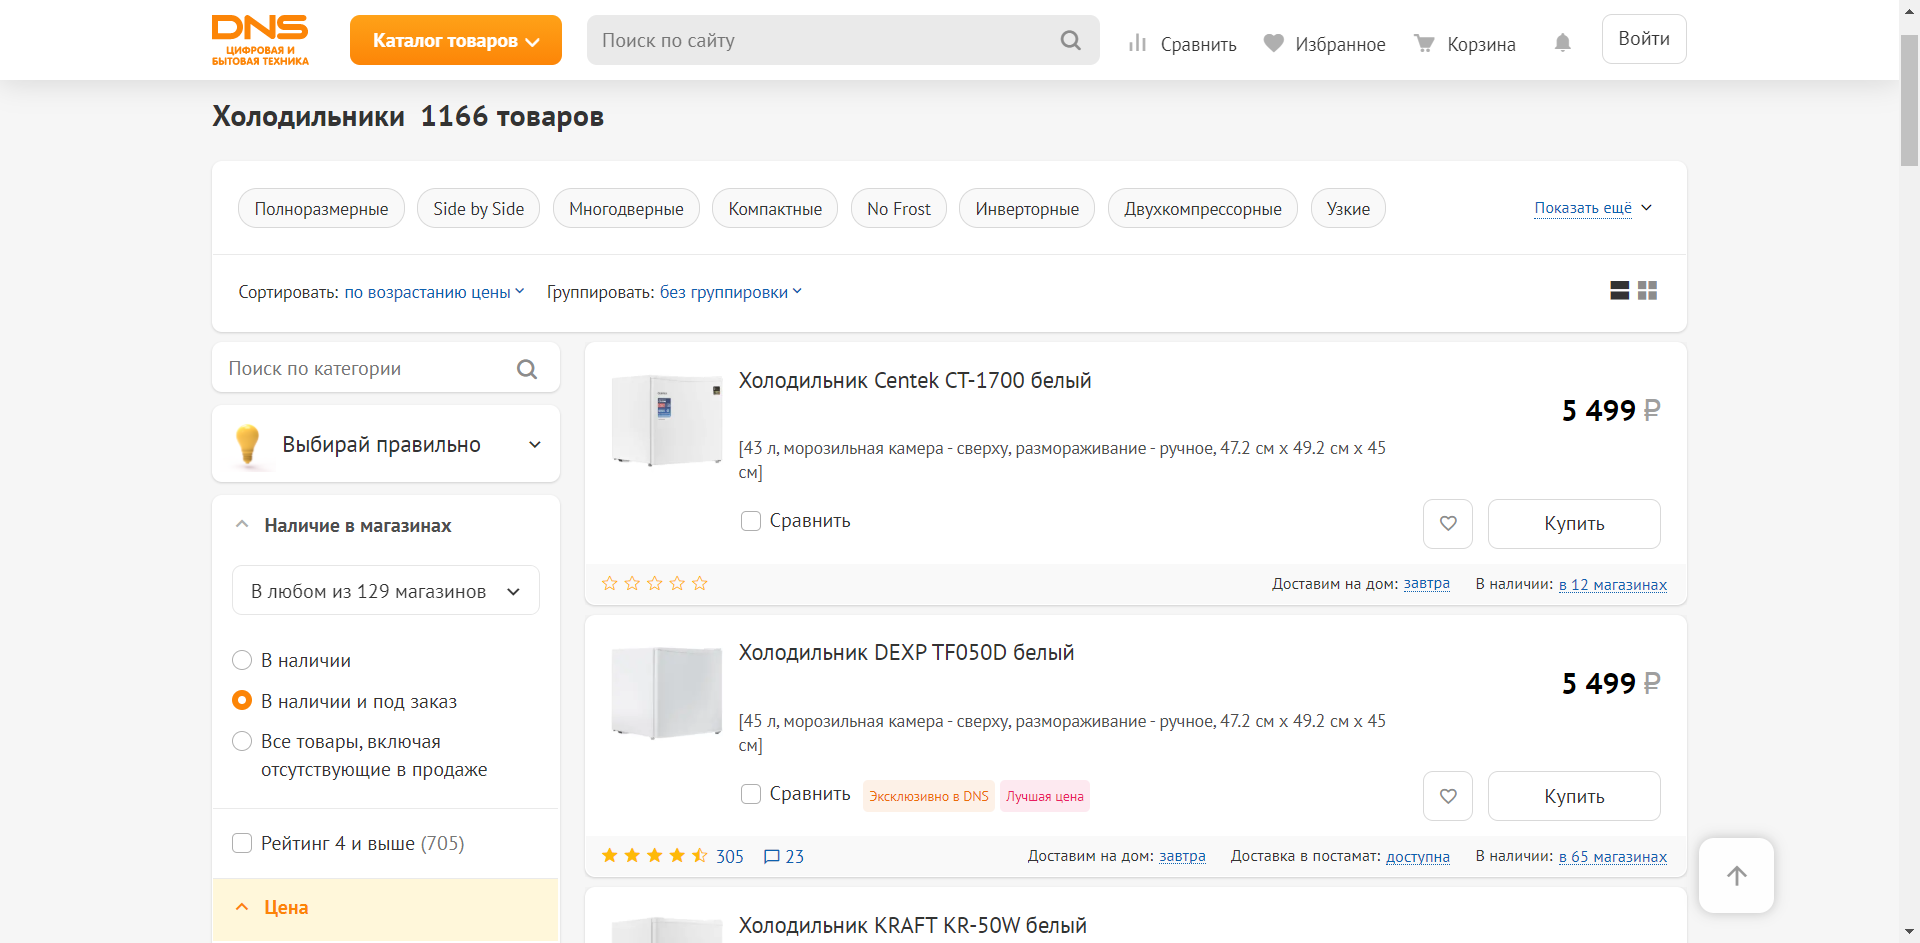 DNS
ЦИФРОВАЯ И
БЫТОВАЯ ТЕХНИКА
Каталог товаров
Поиск по сайту
Сравнить
Избранное
Корзина
Войти
Холодильники 1166 товаров
Полноразмерные
Side by Side
Многодверные
Компактные
No Frost
Инверторные
Двухкомпрессорные
Узкие
Показать ещё
Сортировать: по возрастанию цены
Группировать: без группировки
Поиск по категории
Выбирай правильно
Наличие в магазинах
В любом из 129 магазинов
В наличии
В наличии и под заказ
Все товары, включая
отсутствующие в продаже
Рейтинг 4 и выше (705)
Цена
Холодильник Centek CT-1700 белый
5 499 ₽
[43 л, морозильная камера - сверху, размораживание - ручное, 47.2 см x 49.2 см x 45
см]
Сравнить
Купить
Доставим на дом: завтра
В наличии: в 12 магазинах
Холодильник DEXP TF050D белый
5 499 ₽
[45 л, морозильная камера - сверху, размораживание - ручное, 47.2 см x 49.2 см x 45
см]
Сравнить
Эксклюзивно в DNS
Лучшая цена
Купить
305
23
Доставим на дом: завтра
Доставка в постамат: доступна
В наличии: в 65 магазинах
Холодильник KRAFT KR-50W белый